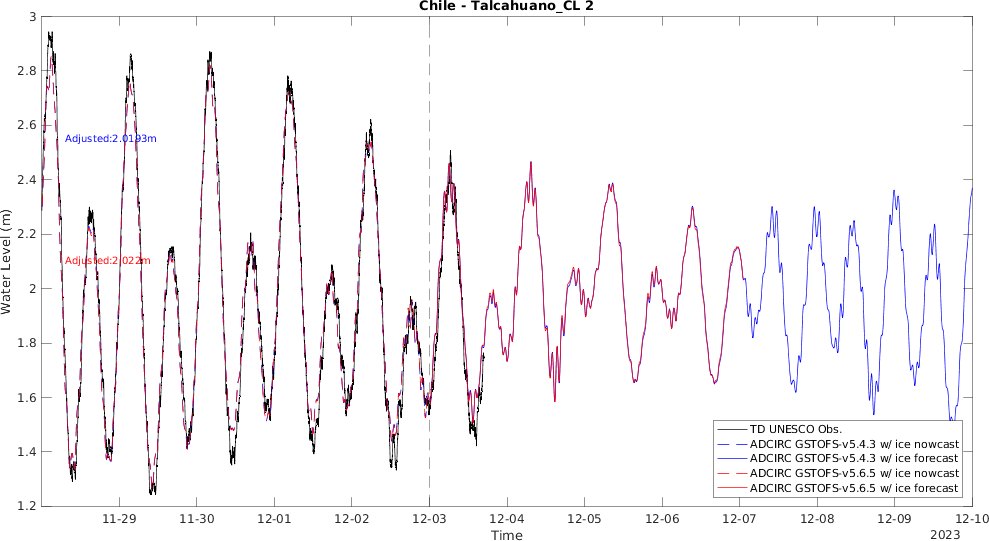 Chile - Talcahuano_CL 2
3
2.8
2.6
2.4
2.2
2
1.8
1.6
1.4
1.2
Water Level (m)
Adjusted:2.0193m
Adjusted:2.022m
TD UNESCO Obs.
ADCIRC GSTOFS-v5.4.3 w/ ice nowcast
ADCIRC GSTOFS-v5.4.3 w/ ice forecast
ADCIRC GSTOFS-v5.6.5 w/ ice nowcast
ADCIRC GSTOFS-v5.6.5 w/ ice forecast
11-29 11-30 12-01 12-02 12-03 12-04 12-05 12-06 12-07 12-08 12-09 12-10
Time
2023